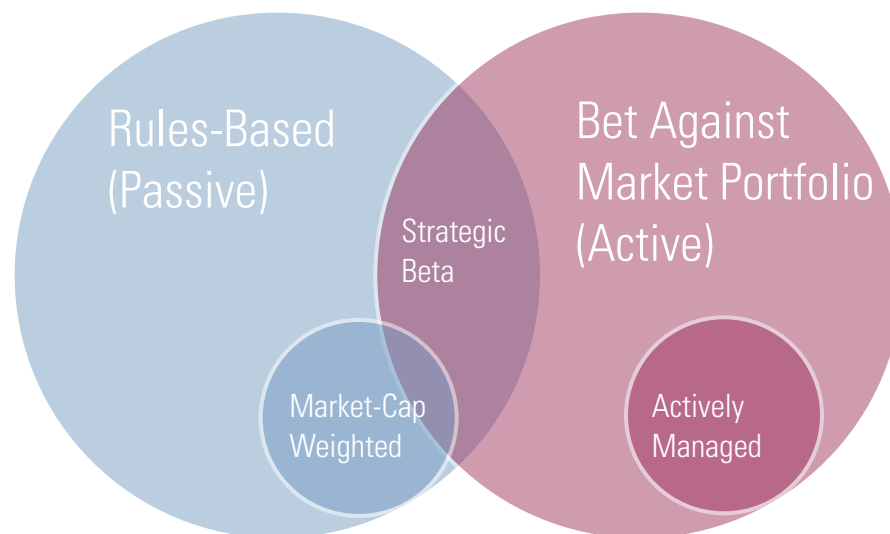 Rules-Based
(Passive)
Bet Against
Market Portfolio
(Active)
Strategic
Beta
Market-Cap
Weighted
Actively
Managed